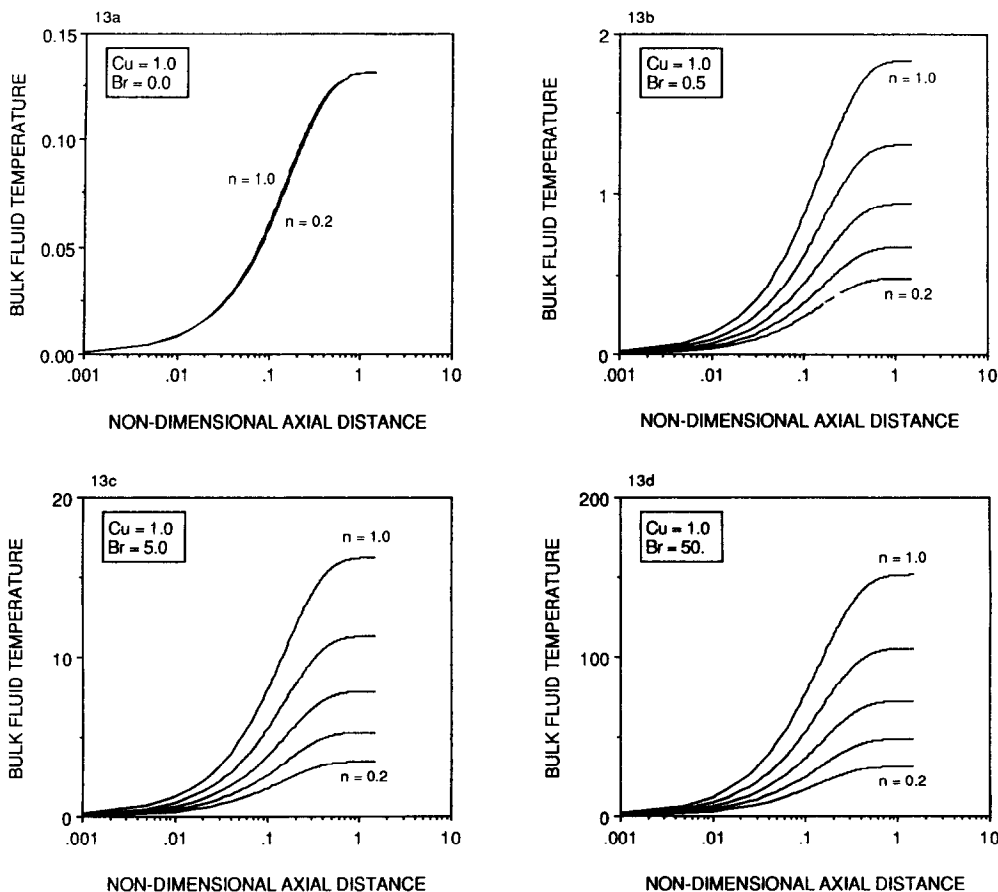 13a
Cu = 1.0
Br = 0.0
BULK FLUID TEMPERATURE
0.15
0.10
0.05
0.00
n = 1.0
n = 0.2
.001 .01 .1 1 10
NON-DIMENSIONAL AXIAL DISTANCE
13b
Cu = 1.0
Br = 0.5
BULK FLUID TEMPERATURE
2
1
0
n = 1.0
n = 0.2
.001 .01 .1 1 10
NON-DIMENSIONAL AXIAL DISTANCE
13c
Cu = 1.0
Br = 5.0
BULK FLUID TEMPERATURE
20
10
0
n = 1.0
n = 0.2
.001 .01 .1 1 10
NON-DIMENSIONAL AXIAL DISTANCE
13d
Cu = 1.0
Br = 50.
BULK FLUID TEMPERATURE
200
100
0
n = 1.0
n = 0.2
.001 .01 .1 1 10
NON-DIMENSIONAL AXIAL DISTANCE